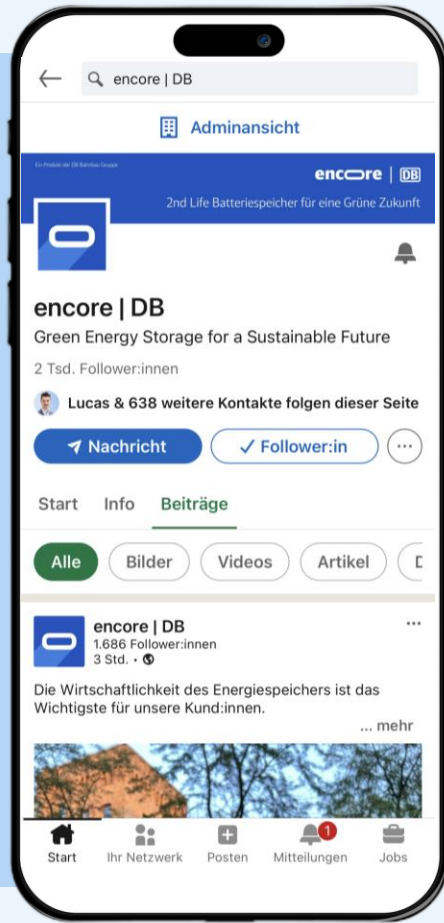 encore | DB
Adminansicht
Ein Produkt der DB Bahnbau Gruppe
encore | DB
2nd Life Batteriespeicher für eine Grüne Zukunft
encore | DB
Green Energy Storage for a Sustainable Future
2 Tsd. Follower:innen
Lucas & 638 weitere Kontakte folgen dieser Seite
Nachricht
Follower:in
Start Info Beiträge
Alle Bilder Videos Artikel
encore | DB
1.686 Follower:innen
3 Std. •
Die Wirtschaftlichkeit des Energiespeichers ist das
Wichtigste für unsere Kund:innen.
... mehr
1
Start Ihr Netzwerk Posten Mitteilungen Jobs